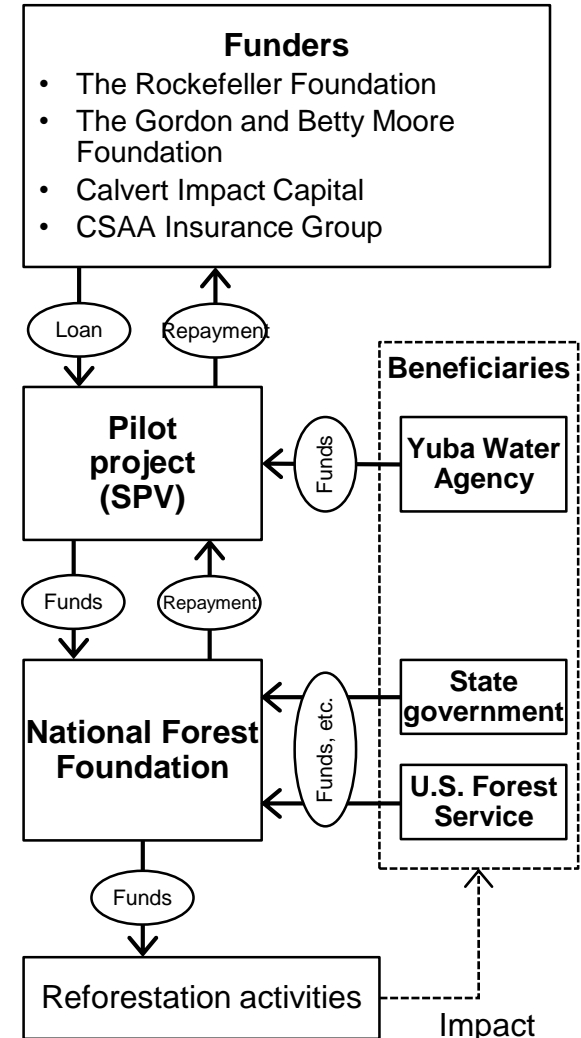 Funders
• The Rockefeller Foundation
• The Gordon and Betty Moore
Foundation
• Calvert Impact Capital
• CSAA Insurance Group
Loan
Repayment
Beneficiaries
Pilot
project
(SPV)
Funds
Yuba Water
Agency
Funds
Repayment
National Forest
Foundation
Funds, etc.
State
government
U.S. Forest
Service
Funds
Reforestation activities
Impact